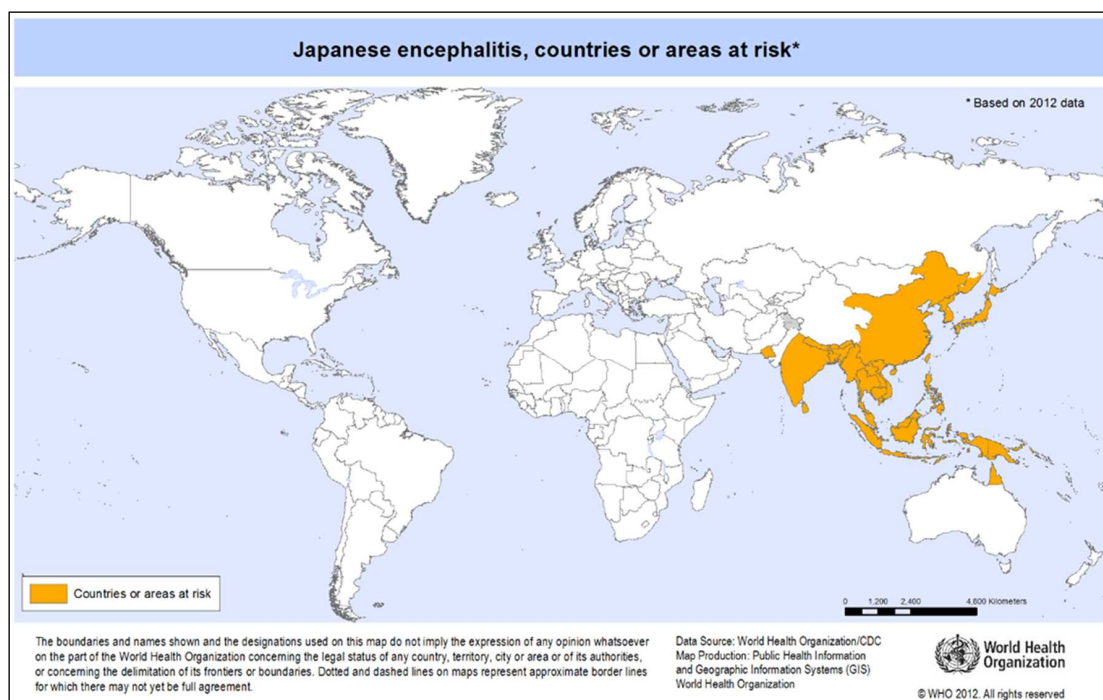 Japanese encephalitis, countries or areas at risk*
* Based on 2012 data
Countries or areas at risk
0 1,200 2,400 4,800 Kilometers
The boundaries and names shown and the designations used on this map do not imply the expression of any opinion whatsoever
on the part of the World Health Organization concerning the legal status of any country, territory, city or area or of its authorities,
or concerning the delimitation of its frontiers or boundaries. Dotted and dashed lines on maps represent approximate border lines
for which there may not yet be full agreement.
Data Source: World Health Organization/CDC
Map Production: Public Health Information
and Geographic Information Systems (GIS)
World Health Organization
World Health
Organization
© WHO 2012. All rights reserved